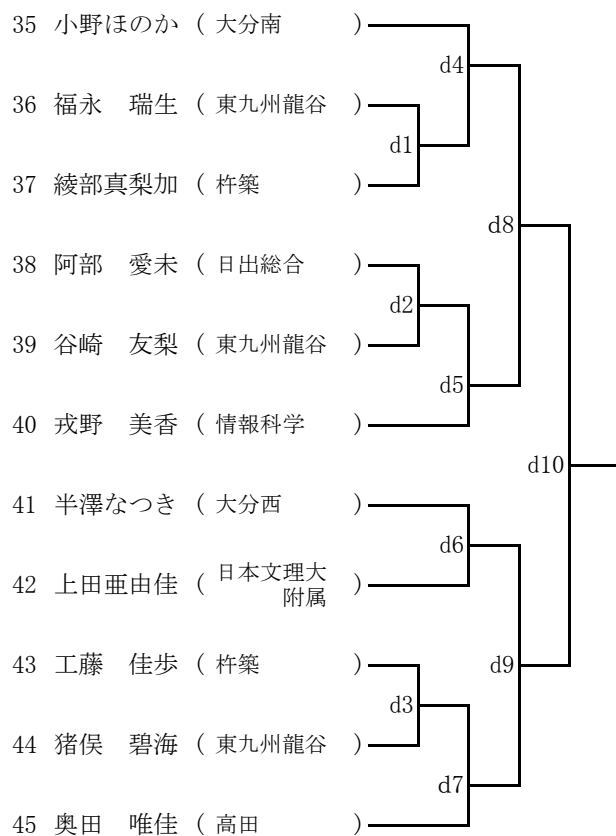 35 小野ほのか ( 大分南 )
d4
36 福永 瑞生 ( 東九州龍谷 )
d1
37 綾部真梨加 ( 杵築 )
d8
38 阿部 愛未 ( 日出総合 )
d2
39 谷崎 友梨 ( 東九州龍谷 )
d5
40 戎野 美香 ( 情報科学 )
d10
41 半澤なつき ( 大分西 )
d6
42 上田亜由佳 ( 日本文理大
附属 )
43 工藤 佳歩 ( 杵築 )
d9
d3
44 猪俣 碧海 ( 東九州龍谷 )
d7
45 奥田 唯佳 ( 高田 )